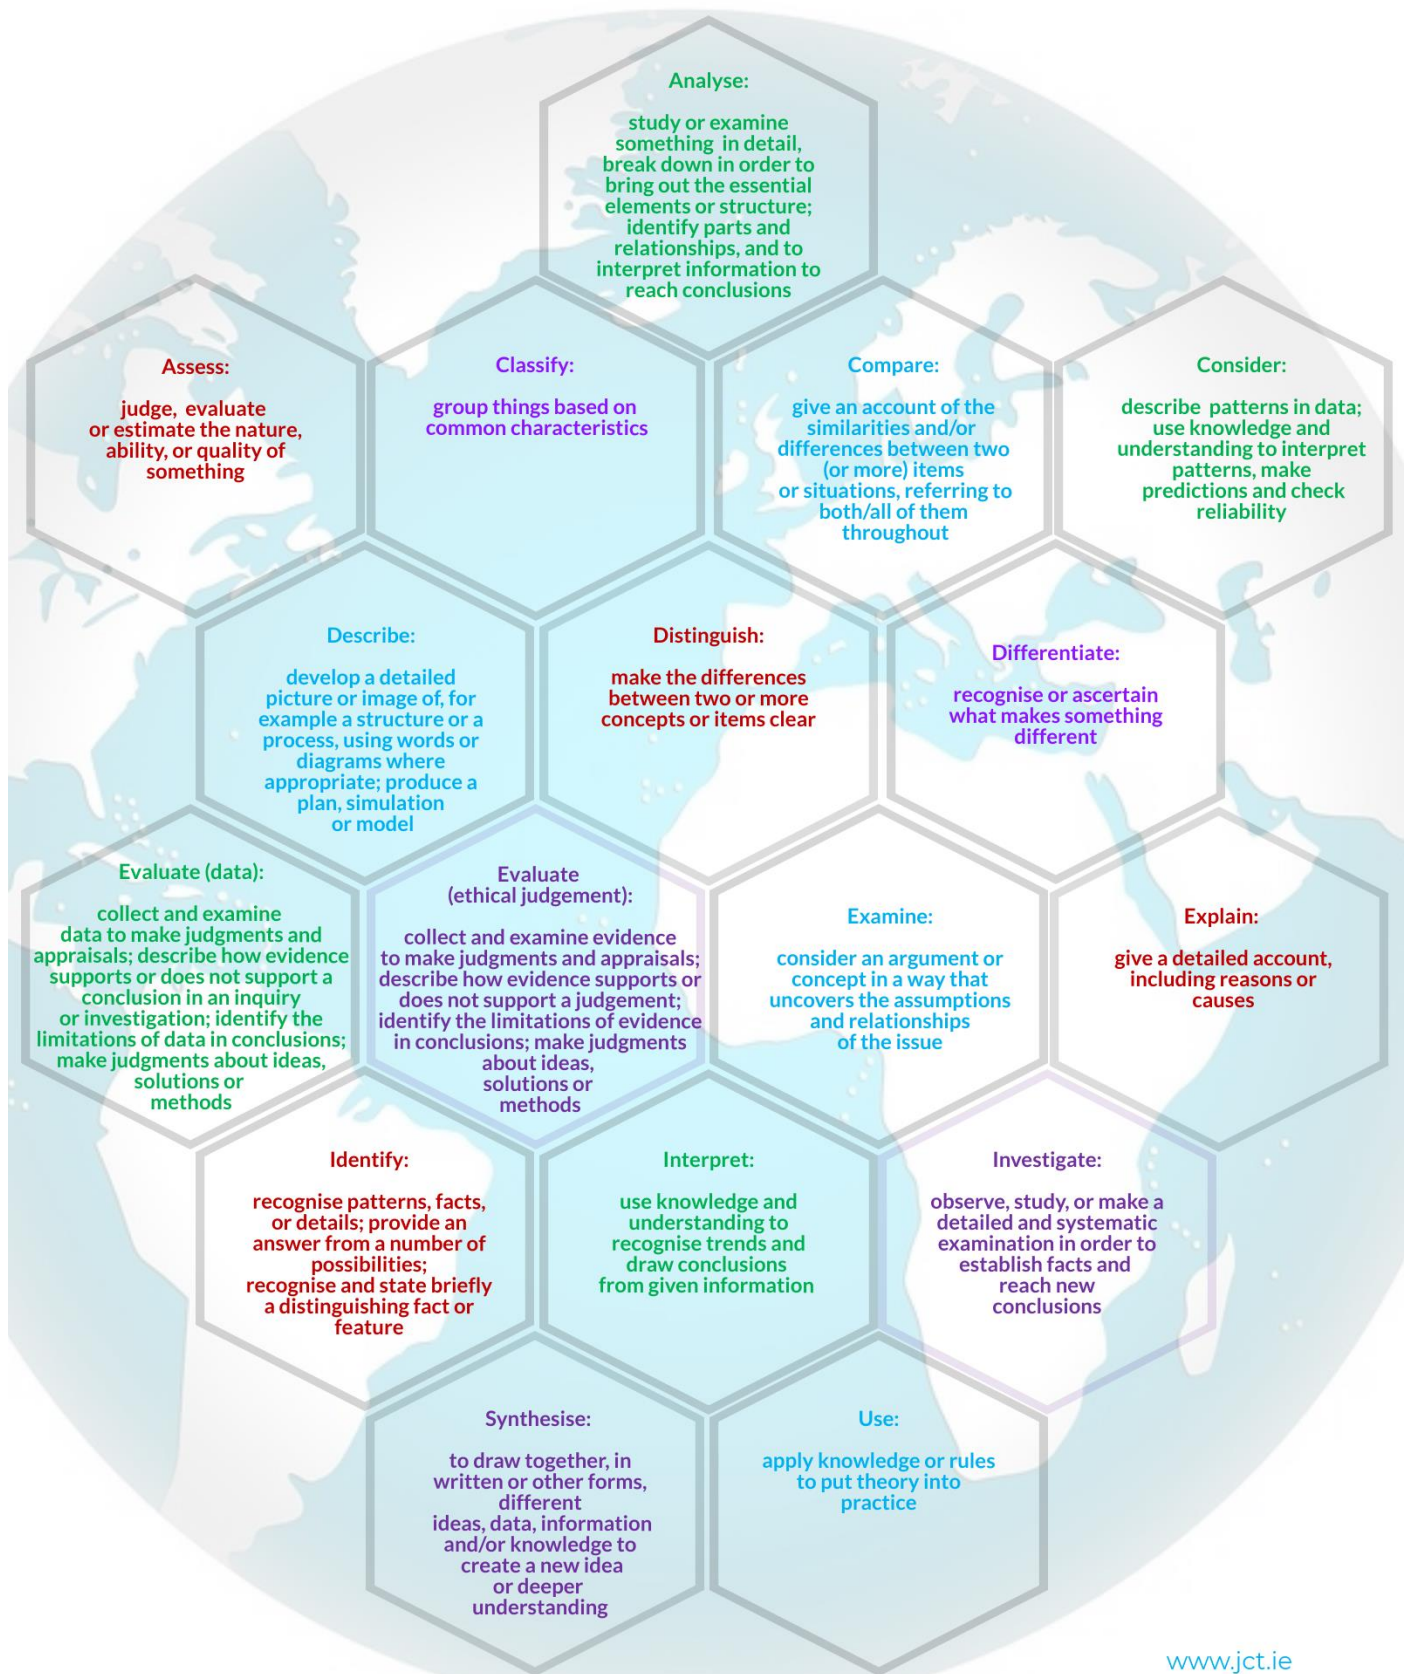 Analyse:
study or examine
something in detail,
break down in order to
bring out the essential
elements or structure;
identify parts and
relationships, and to
interpret information to
reach conclusions
Assess:
judge, evaluate
or estimate the nature,
ability, or quality of
something
Classify:
group things based on
common characteristics
Compare:
give an account of the
similarities and/or
differences between two
(or more) items
or situations, referring to
both/all of them
throughout
Consider:
describe patterns in data;
use knowledge and
understanding to interpret
patterns, make
predictions and check
reliability
Describe:
develop a detailed
picture or image of, for
example a structure or a
process, using words or
diagrams where
appropriate; produce a
plan, simulation
or model
Distinguish:
make the differences
between two or more
concepts or items clear
Differentiate:
recognise or ascertain
what makes something
different
Evaluate (data):
collect and examine
data to make judgments and
appraisals; describe how evidence
supports or does not support a
conclusion in an inquiry
or investigation; identify the
limitations of data in conclusions;
make judgments about ideas,
solutions or
methods
Evaluate
(ethical judgement):
collect and examine evidence
to make judgments and appraisals;
describe how evidence supports or
does not support a judgement;
identify the limitations of evidence
in conclusions; make judgments
about ideas,
solutions or
methods
Examine:
consider an argument or
concept in a way that
uncovers the assumptions
and relationships
of the issue
Explain:
give a detailed account,
including reasons or
causes
Identify:
recognise patterns, facts,
or details; provide an
answer from a number of
possibilities;
recognise and state briefly
a distinguishing fact or
feature
Interpret:
use knowledge and
understanding to
recognise trends and
draw conclusions
from given information
Investigate:
observe, study, or make a
detailed and systematic
examination in order to
establish facts and
reach new
conclusions
Synthesise:
to draw together, in
written or other forms,
different
ideas, data, information
and/or knowledge to
create a new idea
or deeper
understanding
Use:
apply knowledge or rules
to put theory into
practice
www.jct.ie